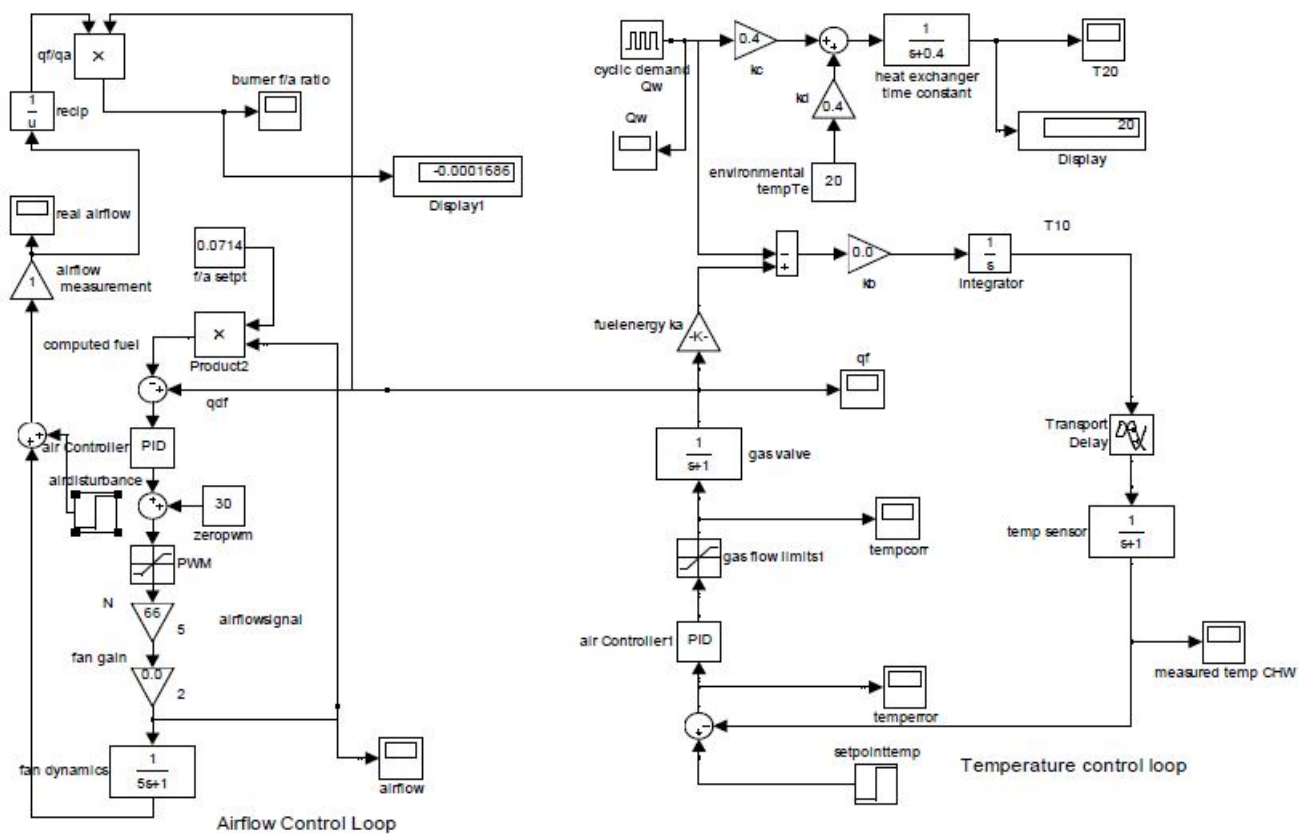 qf/qa
×
burner f/a ratio
1
u
recip
-0.0001686
Display1
real airflow
0.0714
f/a setpt
1
airflow
measurement
computed fuel
×
Product2
- +
qdf
+
+
air Controller
PID
airdisturbance
+
+
30
zeropwm
PWM
N
66
5
airflowsignal
fan gain
0.0
2
fan dynamics
1
5s+1
airflow
Airflow Control Loop
cyclic demand
Qw
0.4
kc
+
+
1
s+0.4
heat exchanger
time constant
T20
Qw
kd
0.4
20
Display
environmental
tempTe
20
T10
-
+
0.0
kb
1
s
Integrator
fuelenergy ka
-K-
qf
1
s+1
gas valve
Transport
Delay
tempcorr
temp sensor
1
s+1
gas flow limits1
air Controller1
PID
measured temp CHW
temperror
-
+
setpointtemp
Temperature control loop